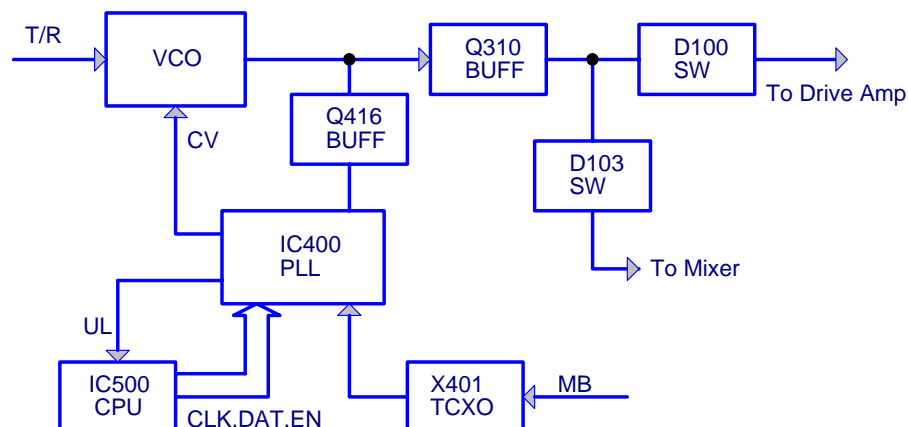 T/R
VCO
Q310
BUFF
D100
SW
To Drive Amp
Q416
BUFF
CV
D103
SW
IC400
PLL
To Mixer
UL
IC500
CPU
CLK.DAT.EN
X401
TCXO
MB